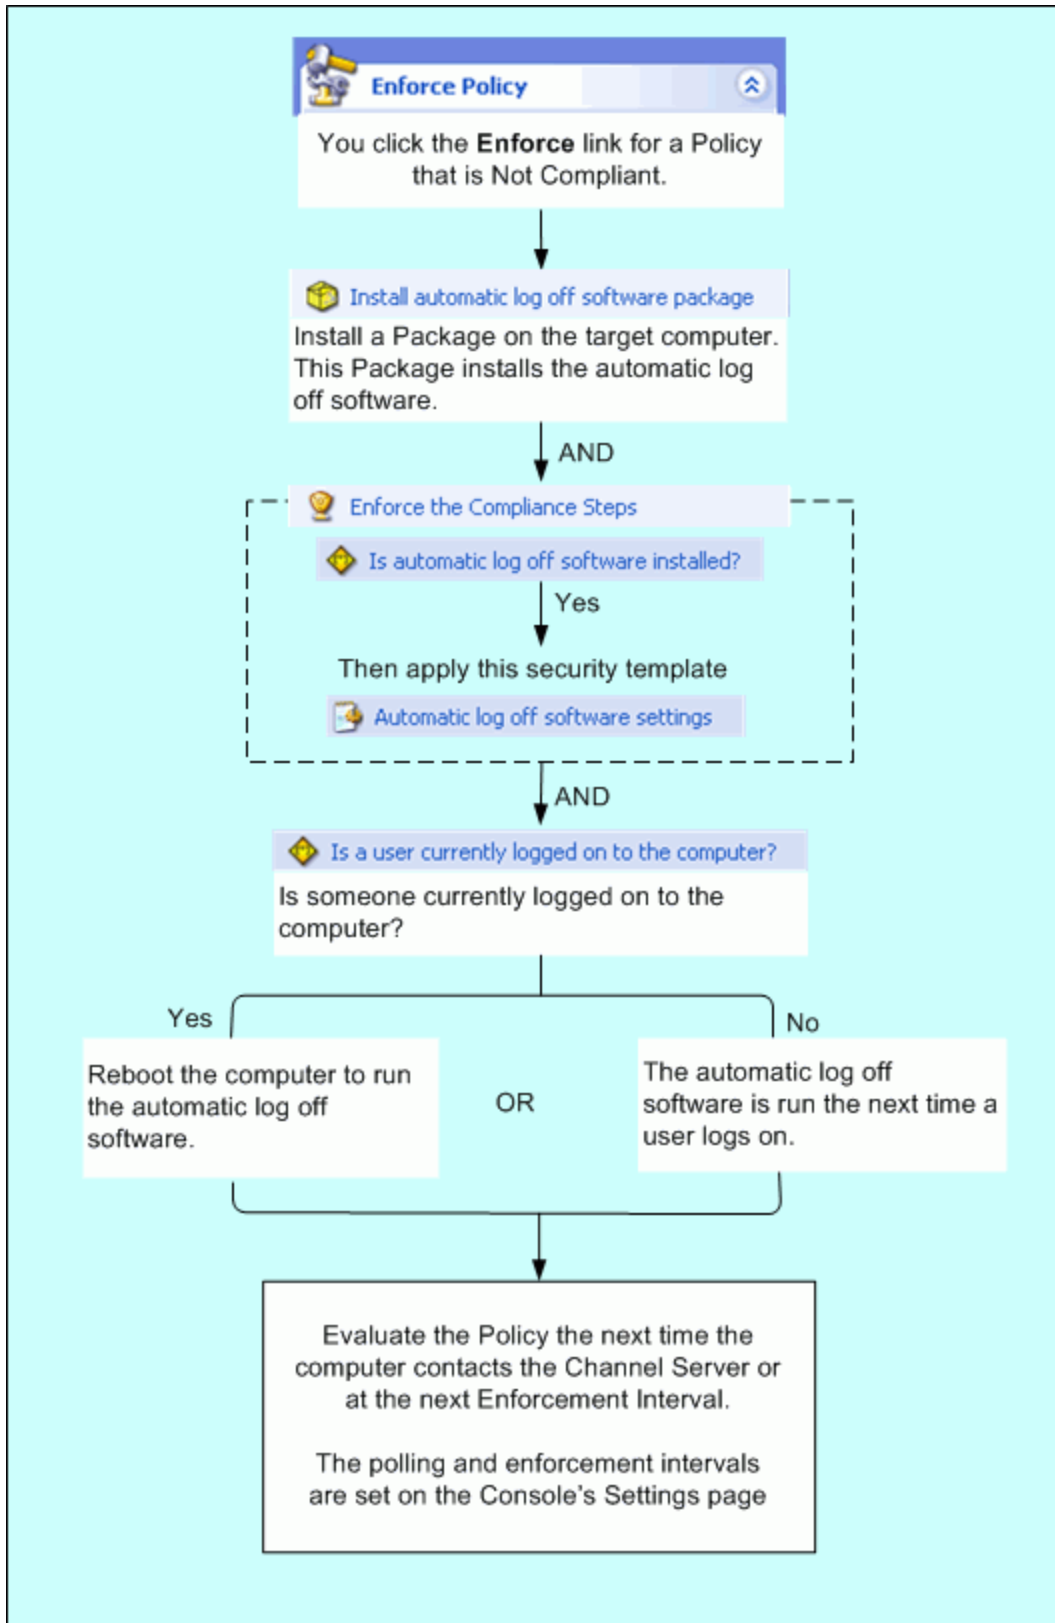 Enforce Policy
You click the Enforce link for a Policy
that is Not Compliant.
Install automatic log off software package
Install a Package on the target computer.
This Package installs the automatic log
off software.
AND
Enforce the Compliance Steps
Is automatic log off software installed?
Yes
Then apply this security template
Automatic log off software settings
AND
Is a user currently logged on to the computer?
Is someone currently logged on to the
computer?
Yes
No
Reboot the computer to run
the automatic log off
software.
OR
The automatic log off
software is run the next time a
user logs on.
Evaluate the Policy the next time the
computer contacts the Channel Server or
at the next Enforcement Interval.
The polling and enforcement intervals
are set on the Console's Settings page